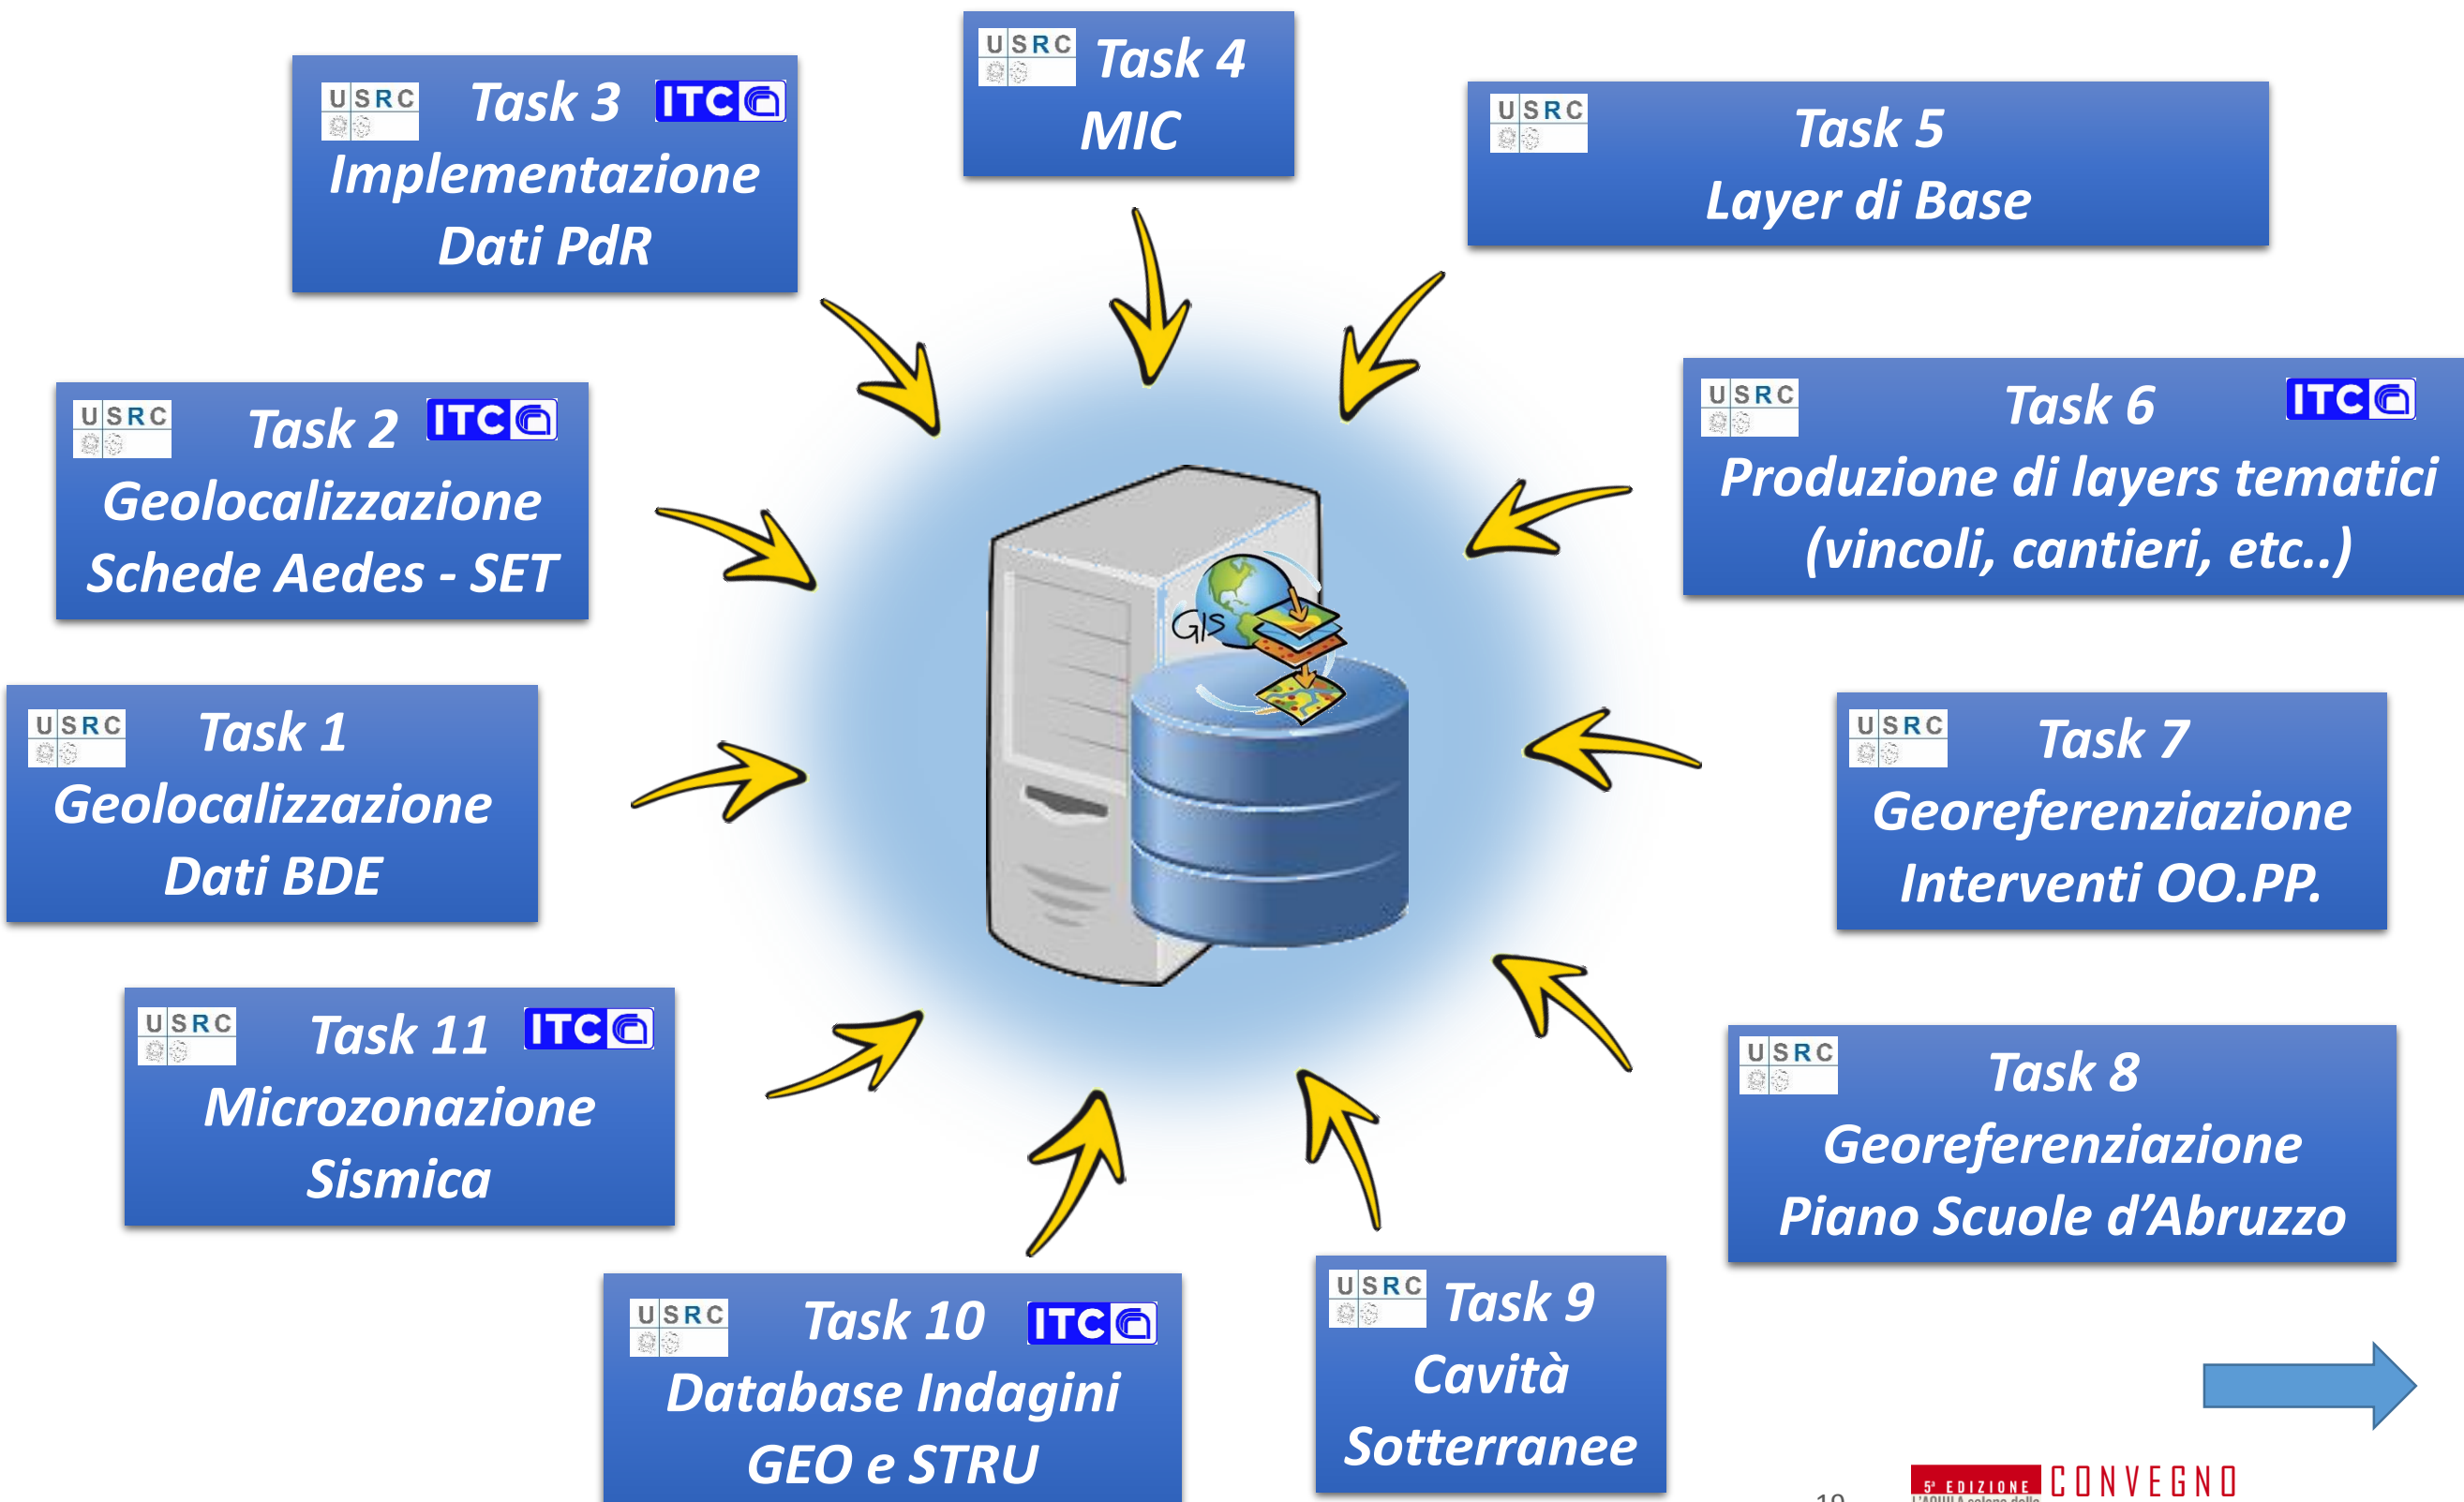 USRC Task 4
MIC
USRC Task 3 ITC
Implementazione
Dati PdR
USRC Task 5
Layer di Base
USRC Task 2 ITC
Geolocalizzazione
Schede Aedes - SET
USRC Task 6 ITC
Produzione di layers tematici
(vincoli, cantieri, etc..)
GIS
USRC Task 1
Geolocalizzazione
Dati BDE
USRC Task 7
Georeferenziazione
Interventi OO.PP.
USRC Task 11 ITC
Microzonazione
Sismica
USRC Task 8
Georeferenziazione
Piano Scuole d'Abruzzo
USRC Task 10 ITC
Database Indagini
GEO e STRU
USRC Task 9
Cavità
Sotterranee
5ª EDIZIONE CONVEGNO